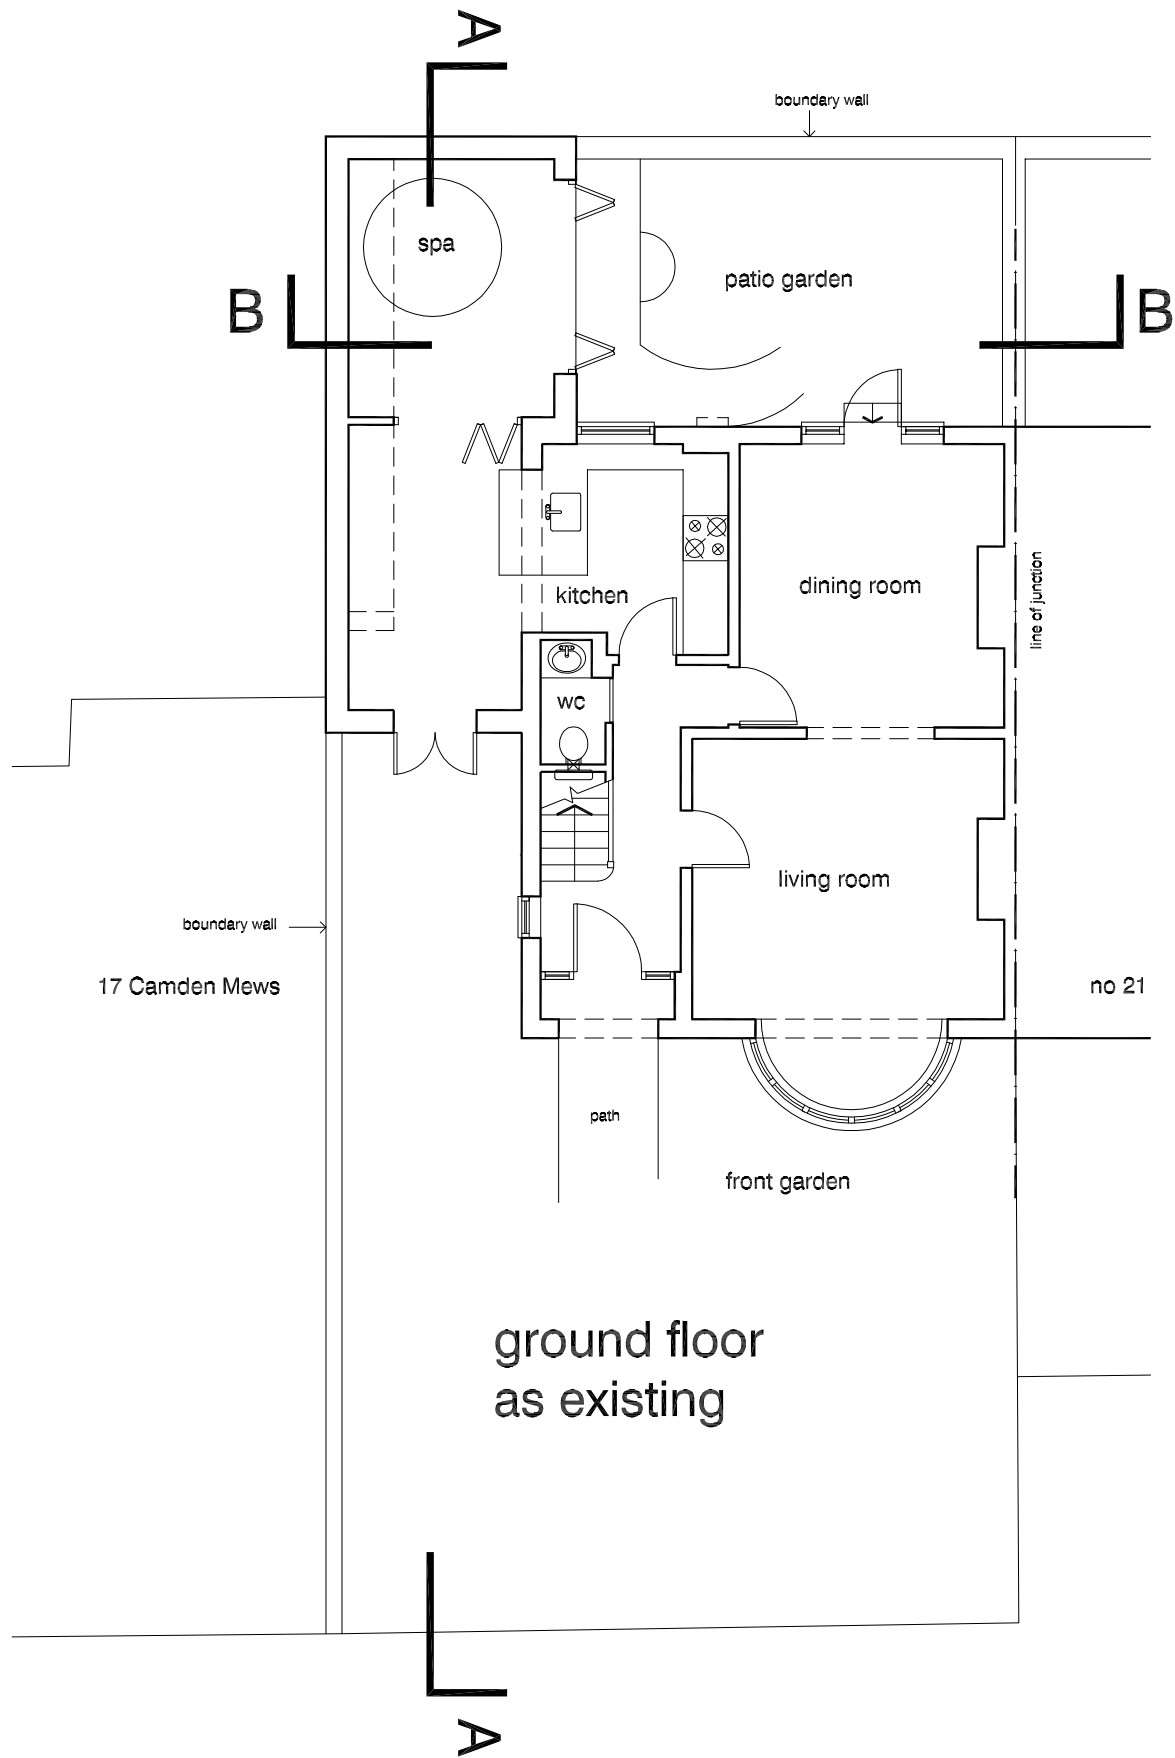 A
boundary wall
spa
patio garden
B
B
kitchen
dining room
line of junction
wc
living room
boundary wall
17 Camden Mews
no 21
path
front garden
ground floor
as existing
A